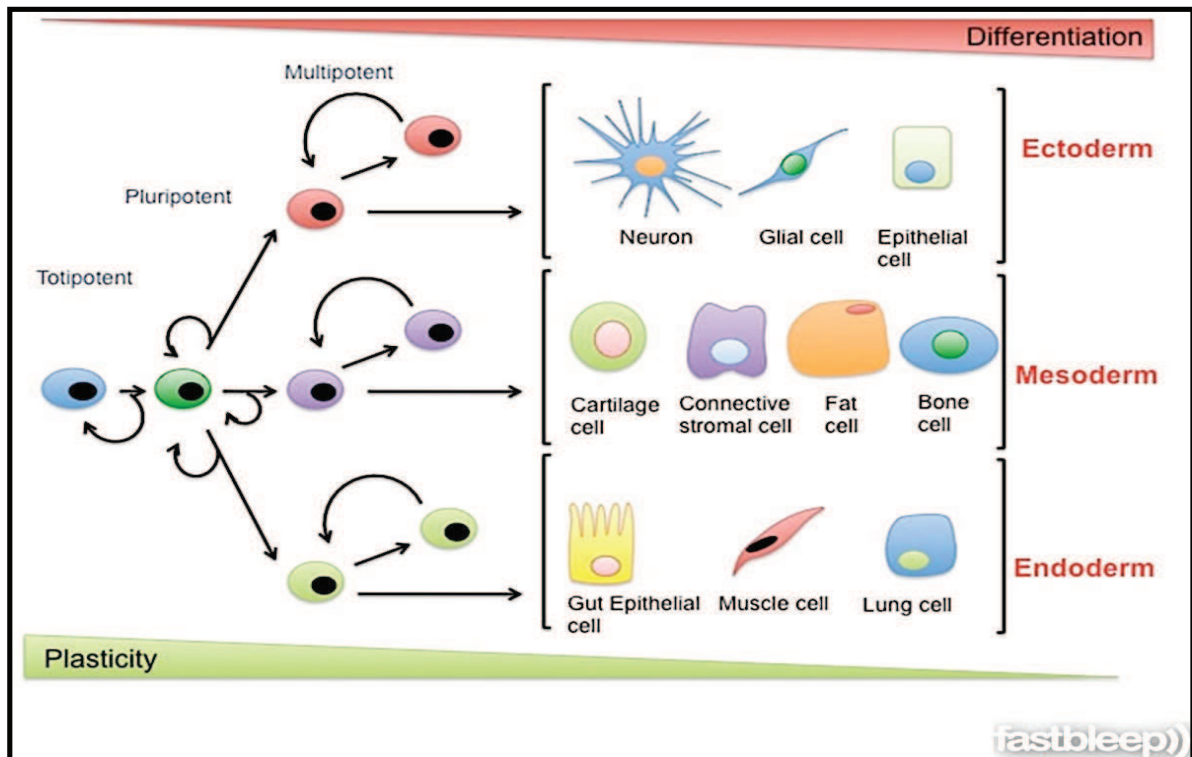 Differentiation
Multipotent
Pluripotent
Totipotent
Neuron
Glial cell
Epithelial
cell
Ectoderm
Cartilage
cell
Connective
stromal cell
Fat
cell
Bone
cell
Mesoderm
Gut Epithelial
cell
Muscle cell
Lung cell
Endoderm
Plasticity
fastbleep))